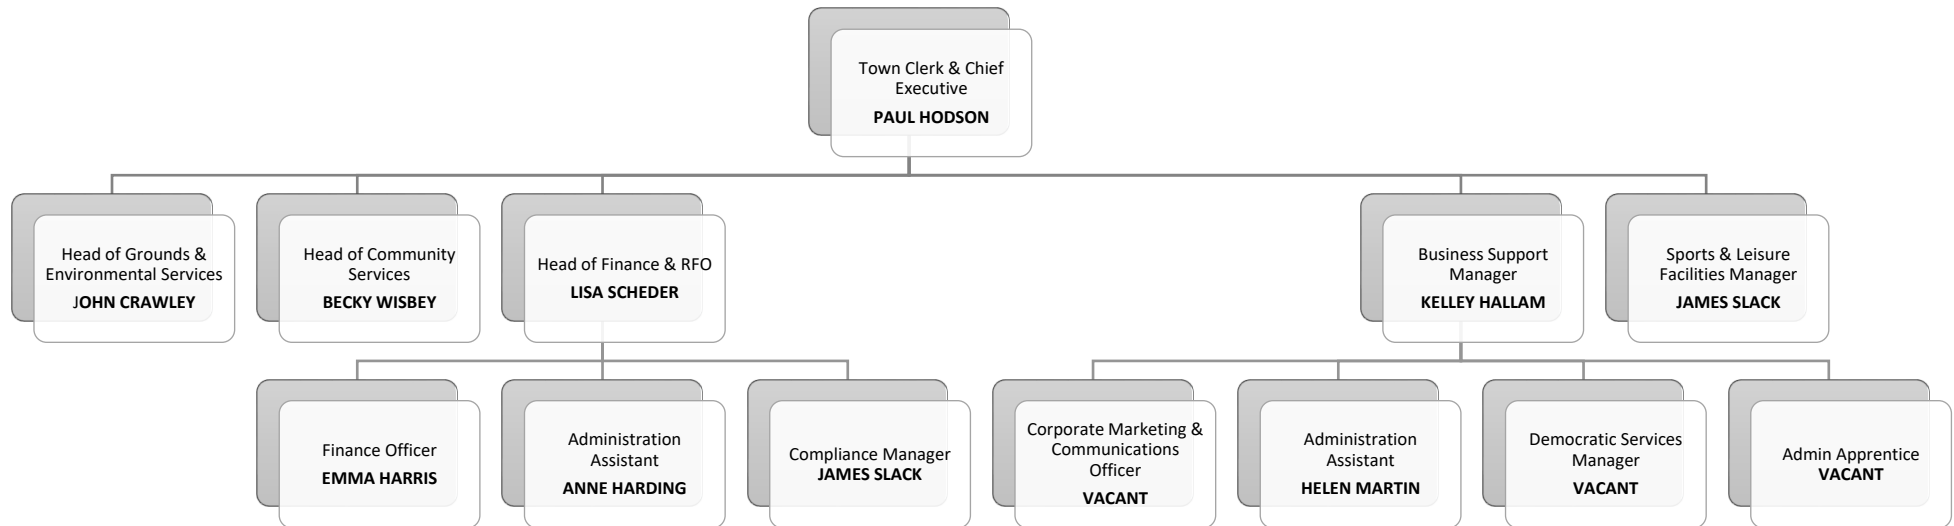 Town Clerk & Chief
Executive
PAUL HODSON
Head of Grounds &
Environmental Services
JOHN CRAWLEY
Head of Community
Services
BECKY WISBEY
Head of Finance & RFO
LISA SCHEDER
Business Support
Manager
KELLEY HALLAM
Sports & Leisure
Facilities Manager
JAMES SLACK
Finance Officer
EMMA HARRIS
Administration
Assistant
ANNE HARDING
Compliance Manager
JAMES SLACK
Corporate Marketing &
Communications
Officer
VACANT
Administration
Assistant
HELEN MARTIN
Democratic Services
Manager
VACANT
Admin Apprentice
VACANT